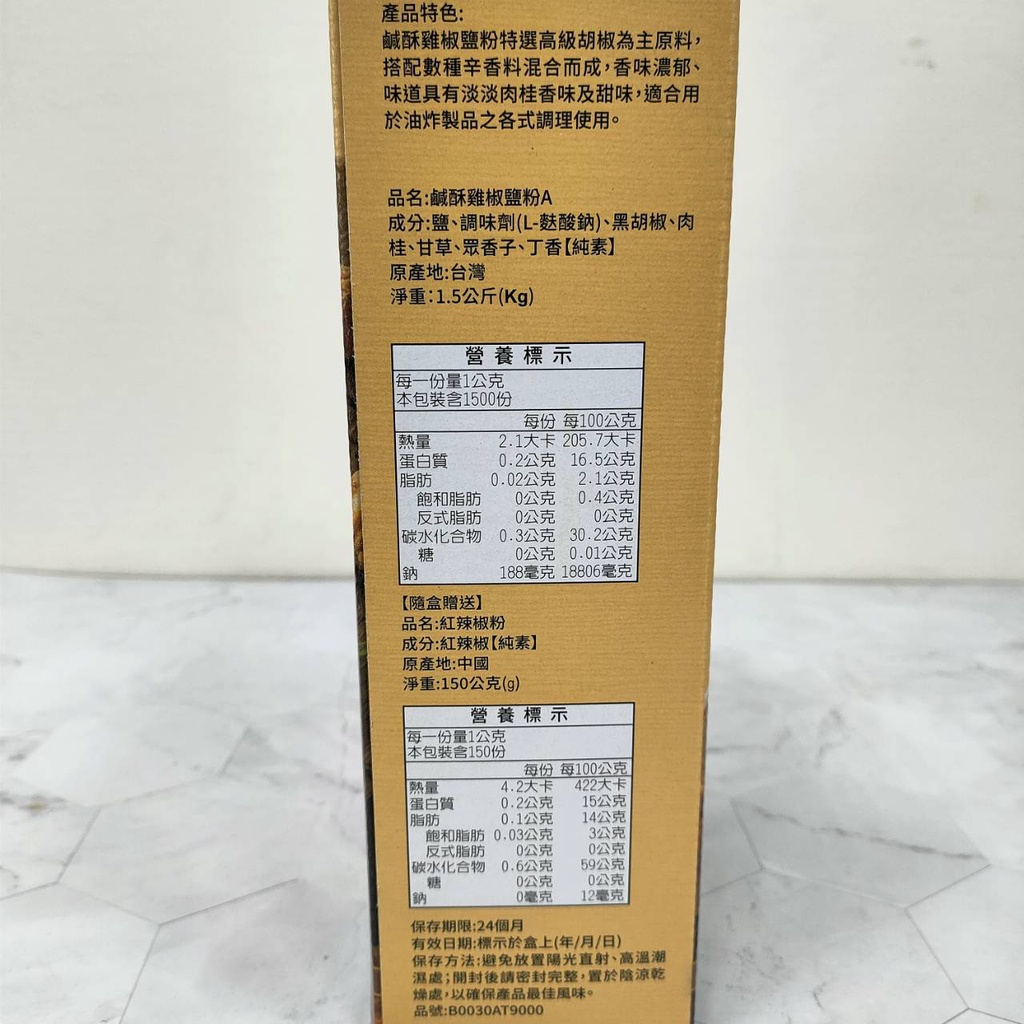 產品特色:
鹹酥雞椒鹽粉特選高級胡椒為主原料,
搭配數種辛香料混合而成,香味濃郁、
味道具有淡淡肉桂香味及甜味,適合用
於油炸製品之各式調理使用。
品名:鹹酥雞椒鹽粉A
成分:鹽、調味劑(L-麩酸鈉)、黑胡椒、肉
桂、甘草、眾香子、丁香【純素】
原產地:台灣
淨重:1.5公斤(Kg)
營養標示
每一份量1公克
本包裝含1500份
每份 每100公克
熱量 2.1大卡 205.7大卡
蛋白質 0.2公克 16.5公克
脂肪 0.02公克 2.1公克
飽和脂肪 0公克 0.4公克
反式脂肪 0公克 0公克
碳水化合物 0.3公克 30.2公克
糖 0公克 0.01公克
鈉 188毫克 18806毫克
【隨盒贈送】
品名:紅辣椒粉
成分:紅辣椒【純素】
原產地:中國
淨重:150公克(g)
營養標示
每一份量1公克
本包裝含150份
每份 每100公克
熱量 4.2大卡 422大卡
蛋白質 0.2公克 15公克
脂肪 0.1公克 14公克
飽和脂肪 0.03公克 3公克
反式脂肪 0公克 0公克
碳水化合物 0.6公克 59公克
糖 0公克 0公克
鈉 0毫克 12毫克
保存期限:24個月
有效日期:標示於盒上(年/月/日)
保存方法:避免放置陽光直射、高溫潮
濕處;開封後請密封完整,置於陰涼乾
燥處,以確保產品最佳風味。
品號:B0030AT9000